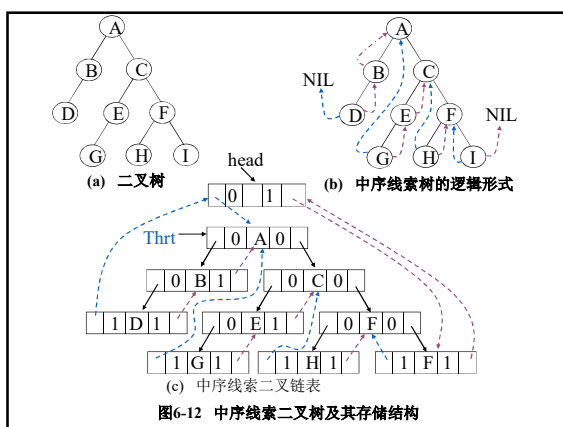 A
B C
D E F
G H I
(a) 二叉树
A
B C
NIL
D E F
NIL
G H I
(b) 中序线索树的逻辑形式
head
0 1
Thrt
0 A 0
0 B 1
0 C 0
1 D 1
0 E 1
0 F 0
1 G 1
1 H 1
1 F 1
(c) 中序线索二叉链表
图6-12 中序线索二叉树及其存储结构